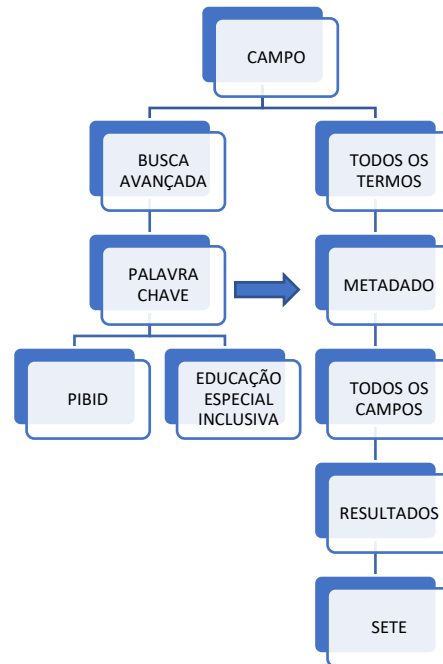 CAMPO
BUSCA
AVANÇADA
TODOS OS
TERMOS
PALAVRA
CHAVE
METADADO
PIBID
EDUCAÇÃO
ESPECIAL
INCLUSIVA
TODOS OS
CAMPOS
RESULTADOS
SETE